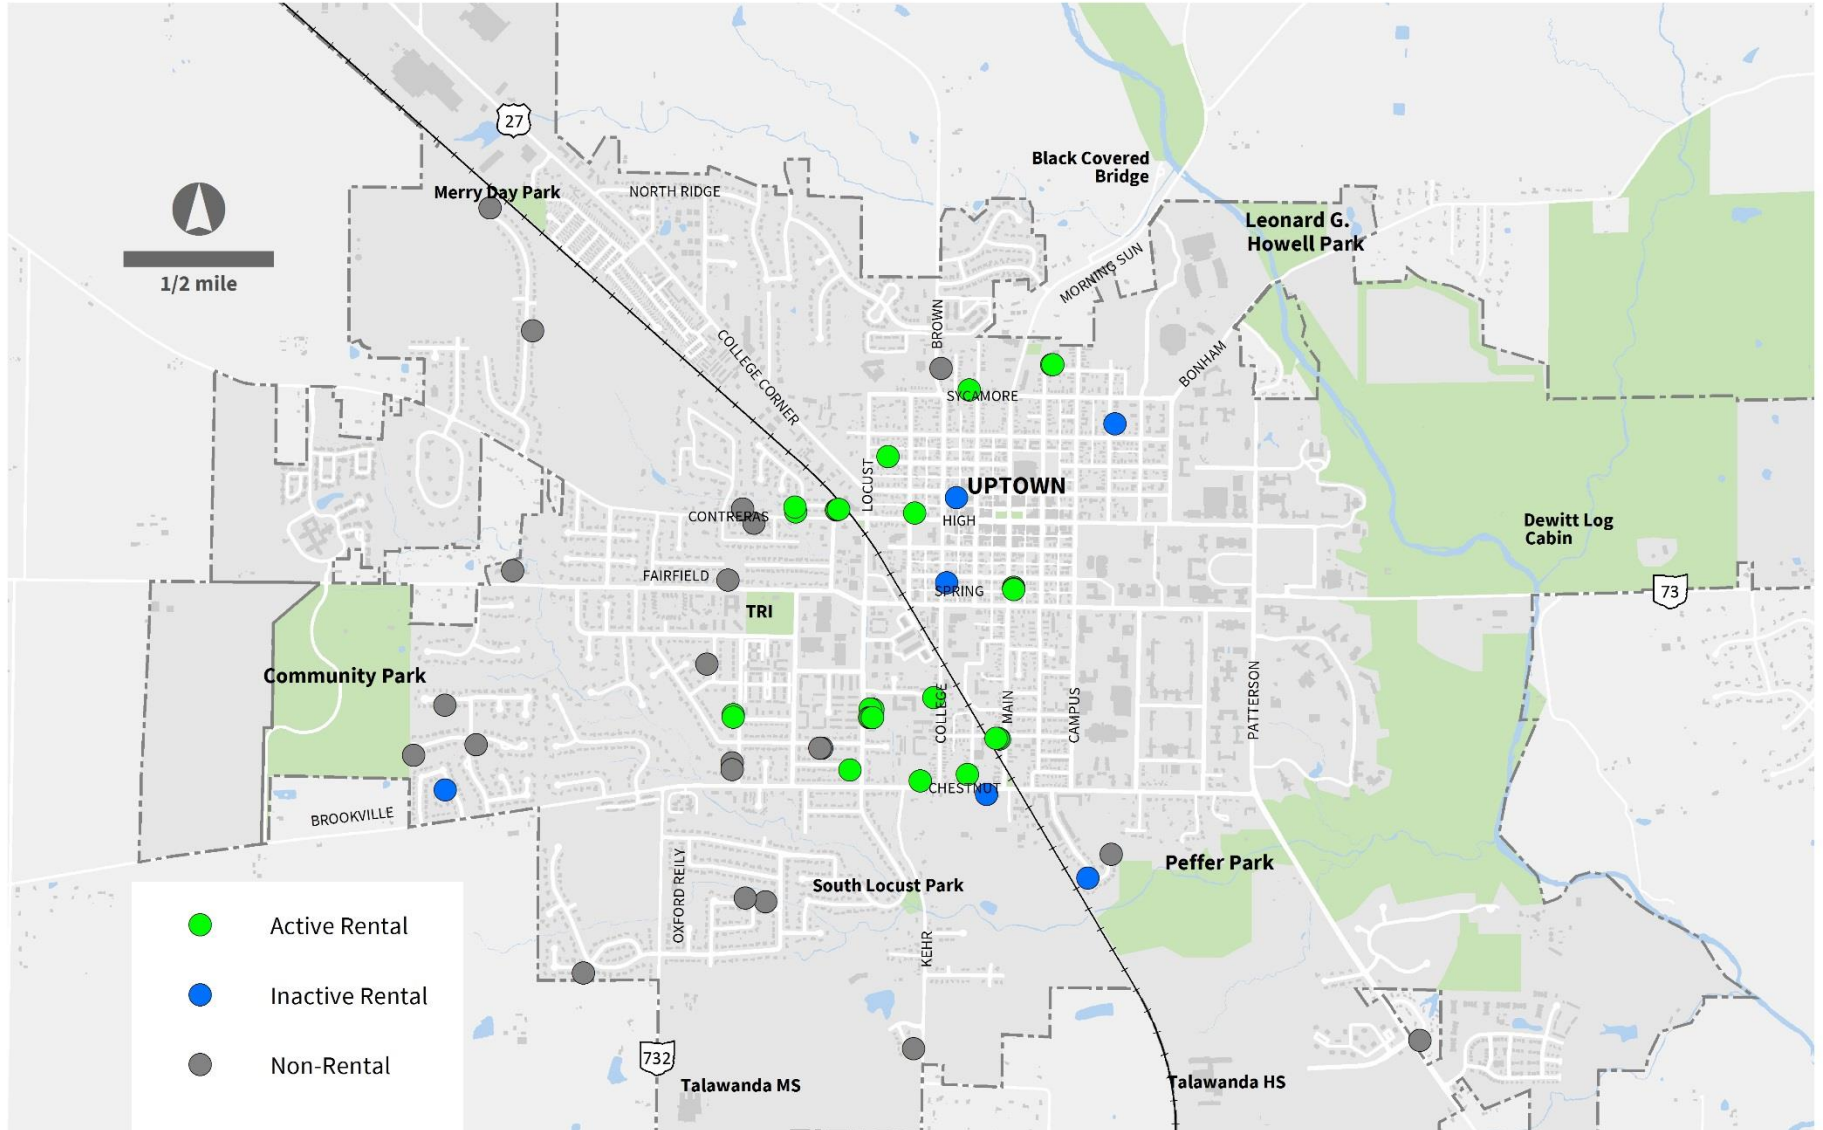 27
Black Covered
Bridge
Merry Day Park
NORTH RIDGE
Leonard G.
Howell Park
MORNING SUN
1/2 mile
BROWN
COLLEGE CORNER
BONHAM
SYCAMORE
LOCUST
UPTOWN
CONTRERAS
HIGH
Dewitt Log
Cabin
FAIRFIELD
SPRING
73
TRI
Community Park
COLLEGE
MAIN
CAMPUS
PATTERSON
CHESTNUT
BROOKVILLE
Peffer Park
OXFORD REILY
South Locust Park
KEHR
Active Rental
Inactive Rental
Non-Rental
732
Talawanda MS
Talawanda HS